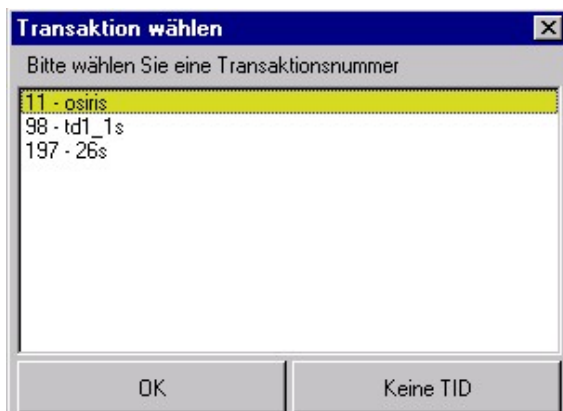 Transaktion wählen
Bitte wählen Sie eine Transaktionsnummer
11 - osiris
98 - td1_1s
197 - 26s
OK
Keine TID